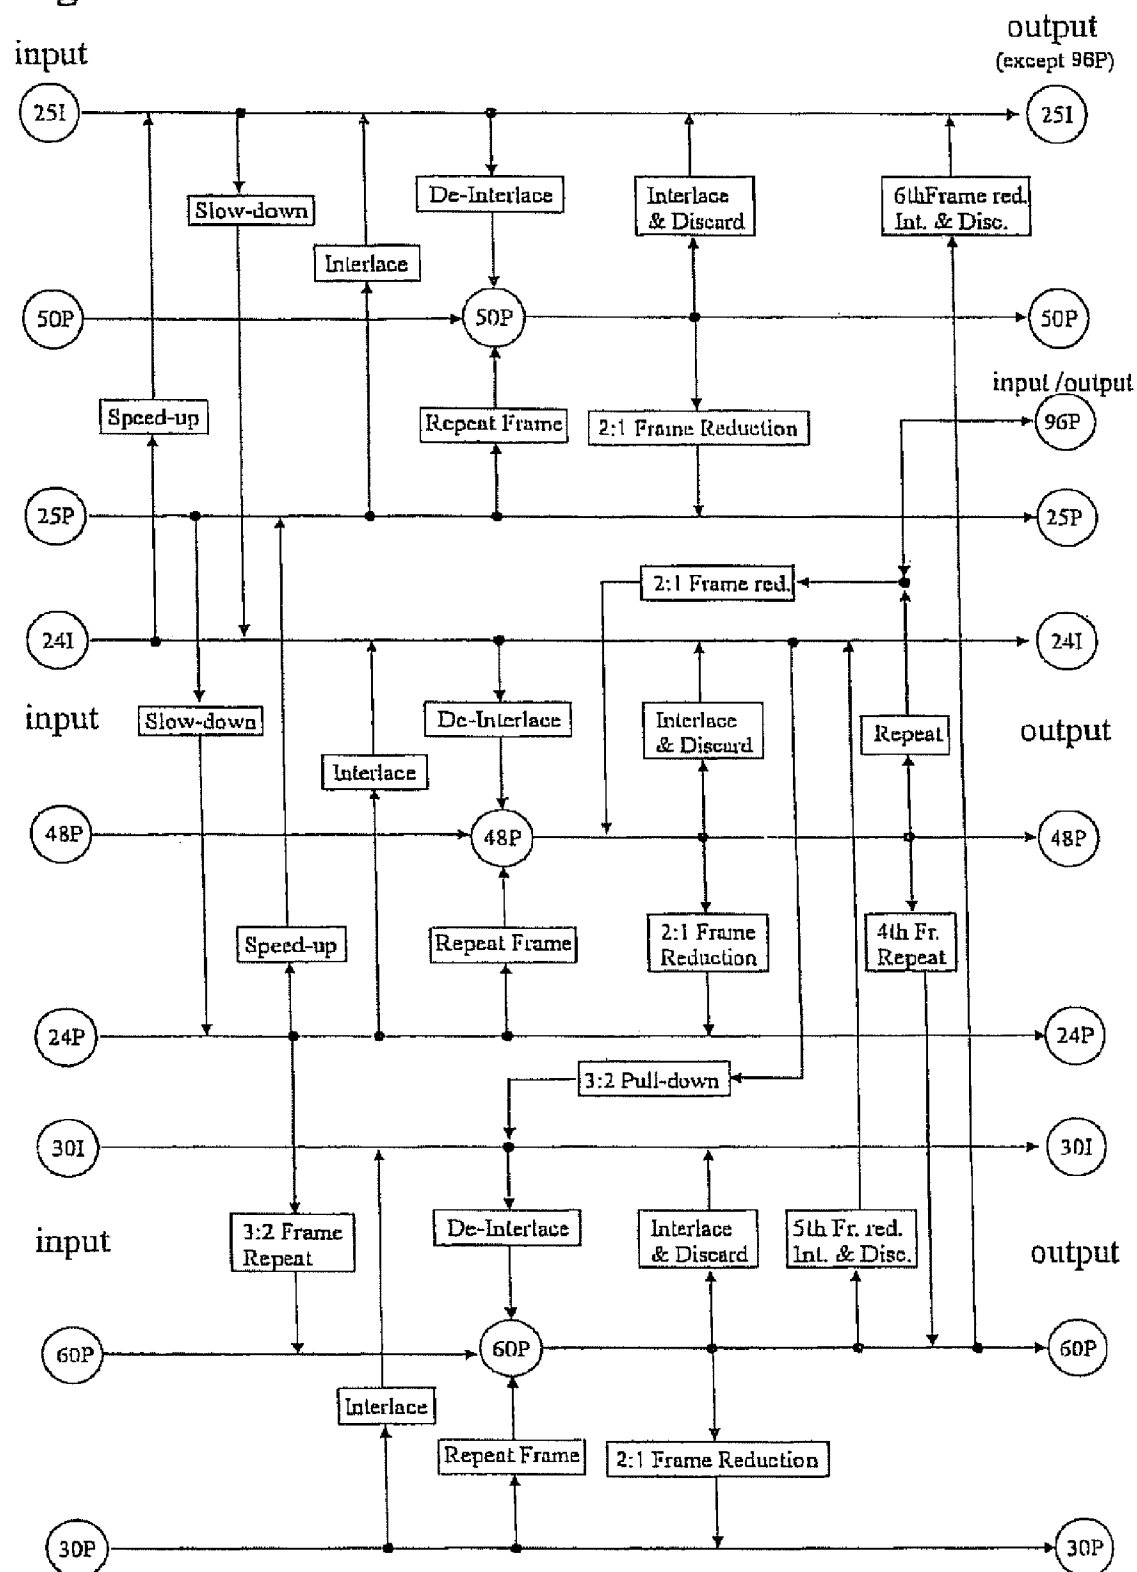 output
input
(except 96P)
25I
25I
De-Interlace
Interlace
& Discard
6thFrame red.
Int. & Disc.
Slow-down
Interlace
50P
50P
50P
input /output
Speed-up
Repeat Frame
2:1 Frame Reduction
96P
25P
25P
2:1 Frame red.
24I
24I
input
Slow-down
De-Interlace
Interlace
& Discard
Repeat
output
Interlace
48P
48P
48P
Speed-up
Repeat Frame
2:1 Frame
Reduction
4th Fr.
Repeat
24P
24P
3:2 Pull-down
30I
30I
input
3:2 Frame
Repeat
De-Interlace
Interlace
& Discard
5th Fr. red.
Int. & Disc.
output
60P
60P
60P
Interlace
Repeat Frame
2:1 Frame Reduction
30P
30P